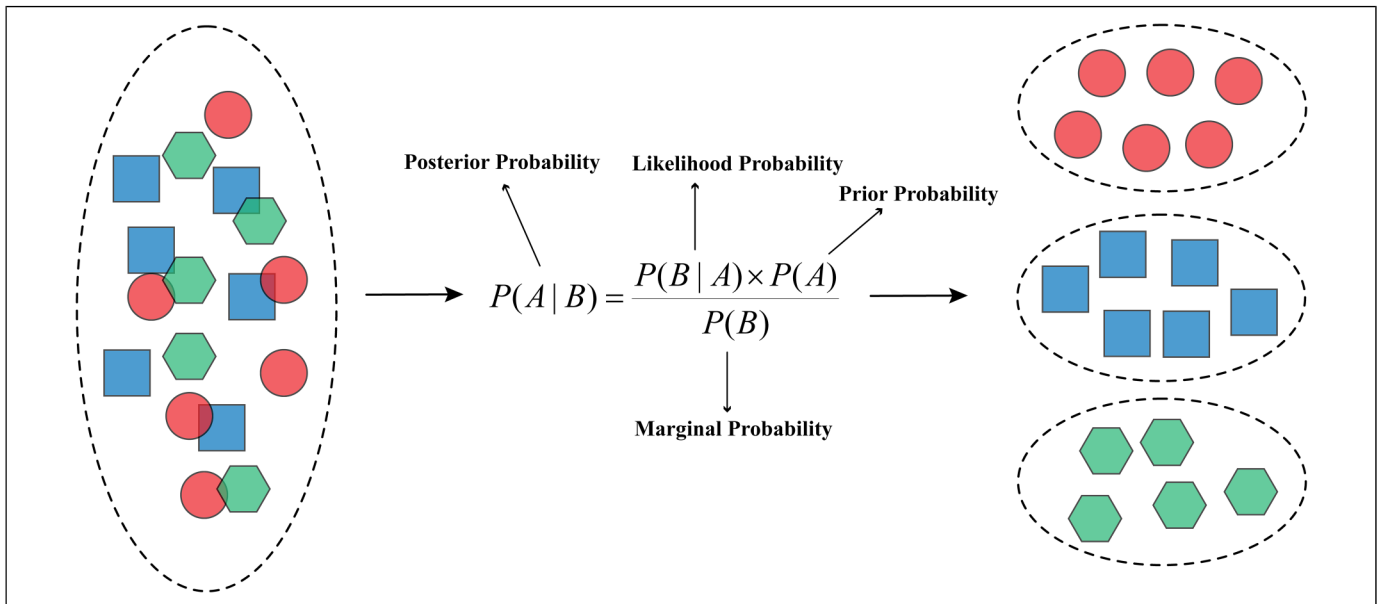 Posterior Probability
Likelihood Probability
Prior Probability
P(A | B) = P(B | A) × P(A) / P(B)
Marginal Probability